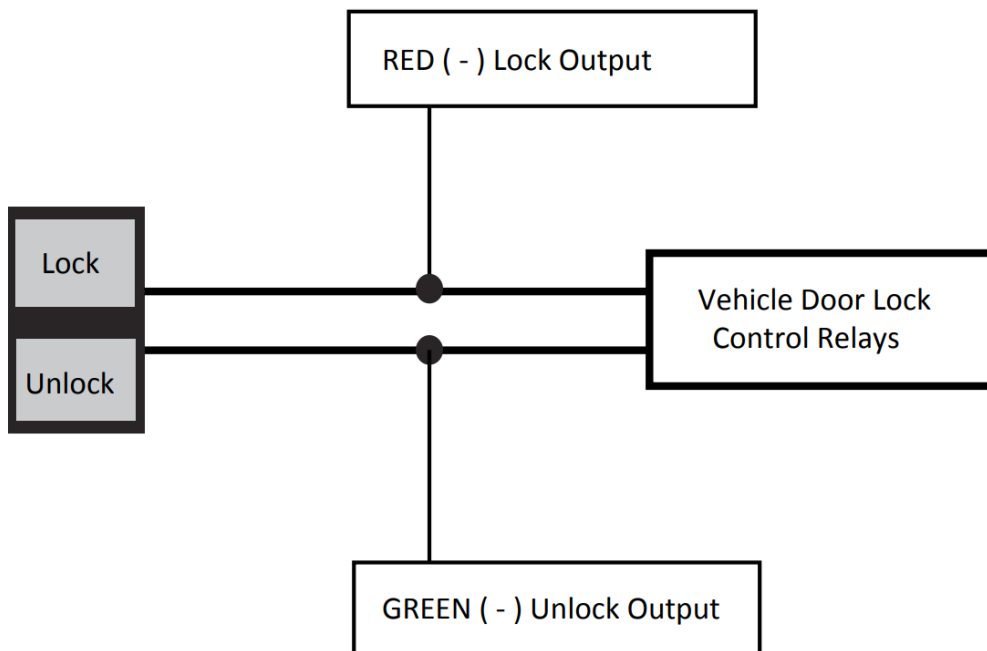 RED ( - ) Lock Output
Lock
Unlock
Vehicle Door Lock
Control Relays
GREEN ( - ) Unlock Output